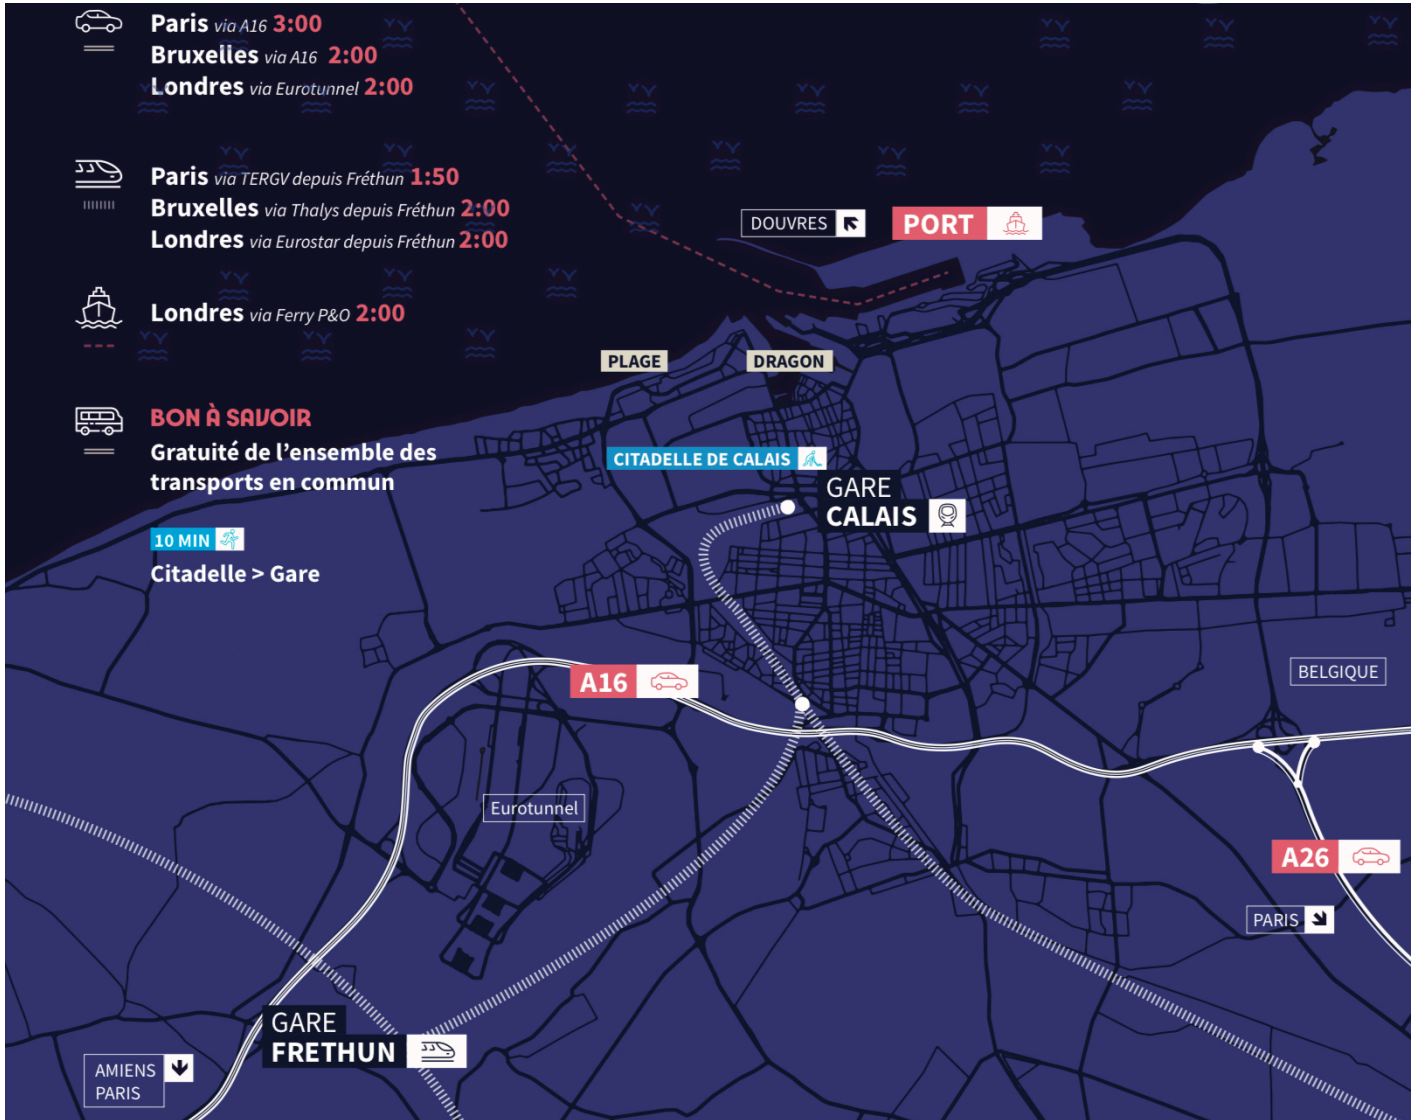 Paris via A16 3:00
Bruxelles via A16 2:00
Londres via Eurotunnel 2:00
Paris via TERGV depuis Fréthun 1:50
Bruxelles via Thalys depuis Fréthun 2:00
Londres via Eurostar depuis Fréthun 2:00
Londres via Ferry P&O 2:00
BON À SAVOIR
Gratuité de l’ensemble des
transports en commun
10 MIN
Citadelle > Gare
DOUVRES
PORT
PLAGE
DRAGON
CITADELLE DE CALAIS
GARE
CALAIS
A16
BELGIQUE
Eurotunnel
A26
PARIS
GARE
FRETHUN
AMIENS
PARIS